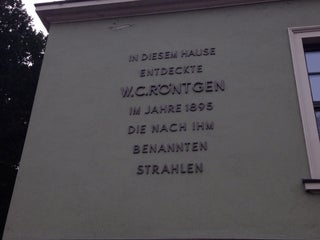 IN DIESEM HAUSE
ENTDECKTE
W.C.RÖNTGEN
IM JAHRE 1895
DIE NACH IHM
BENANNTEN
STRAHLEN